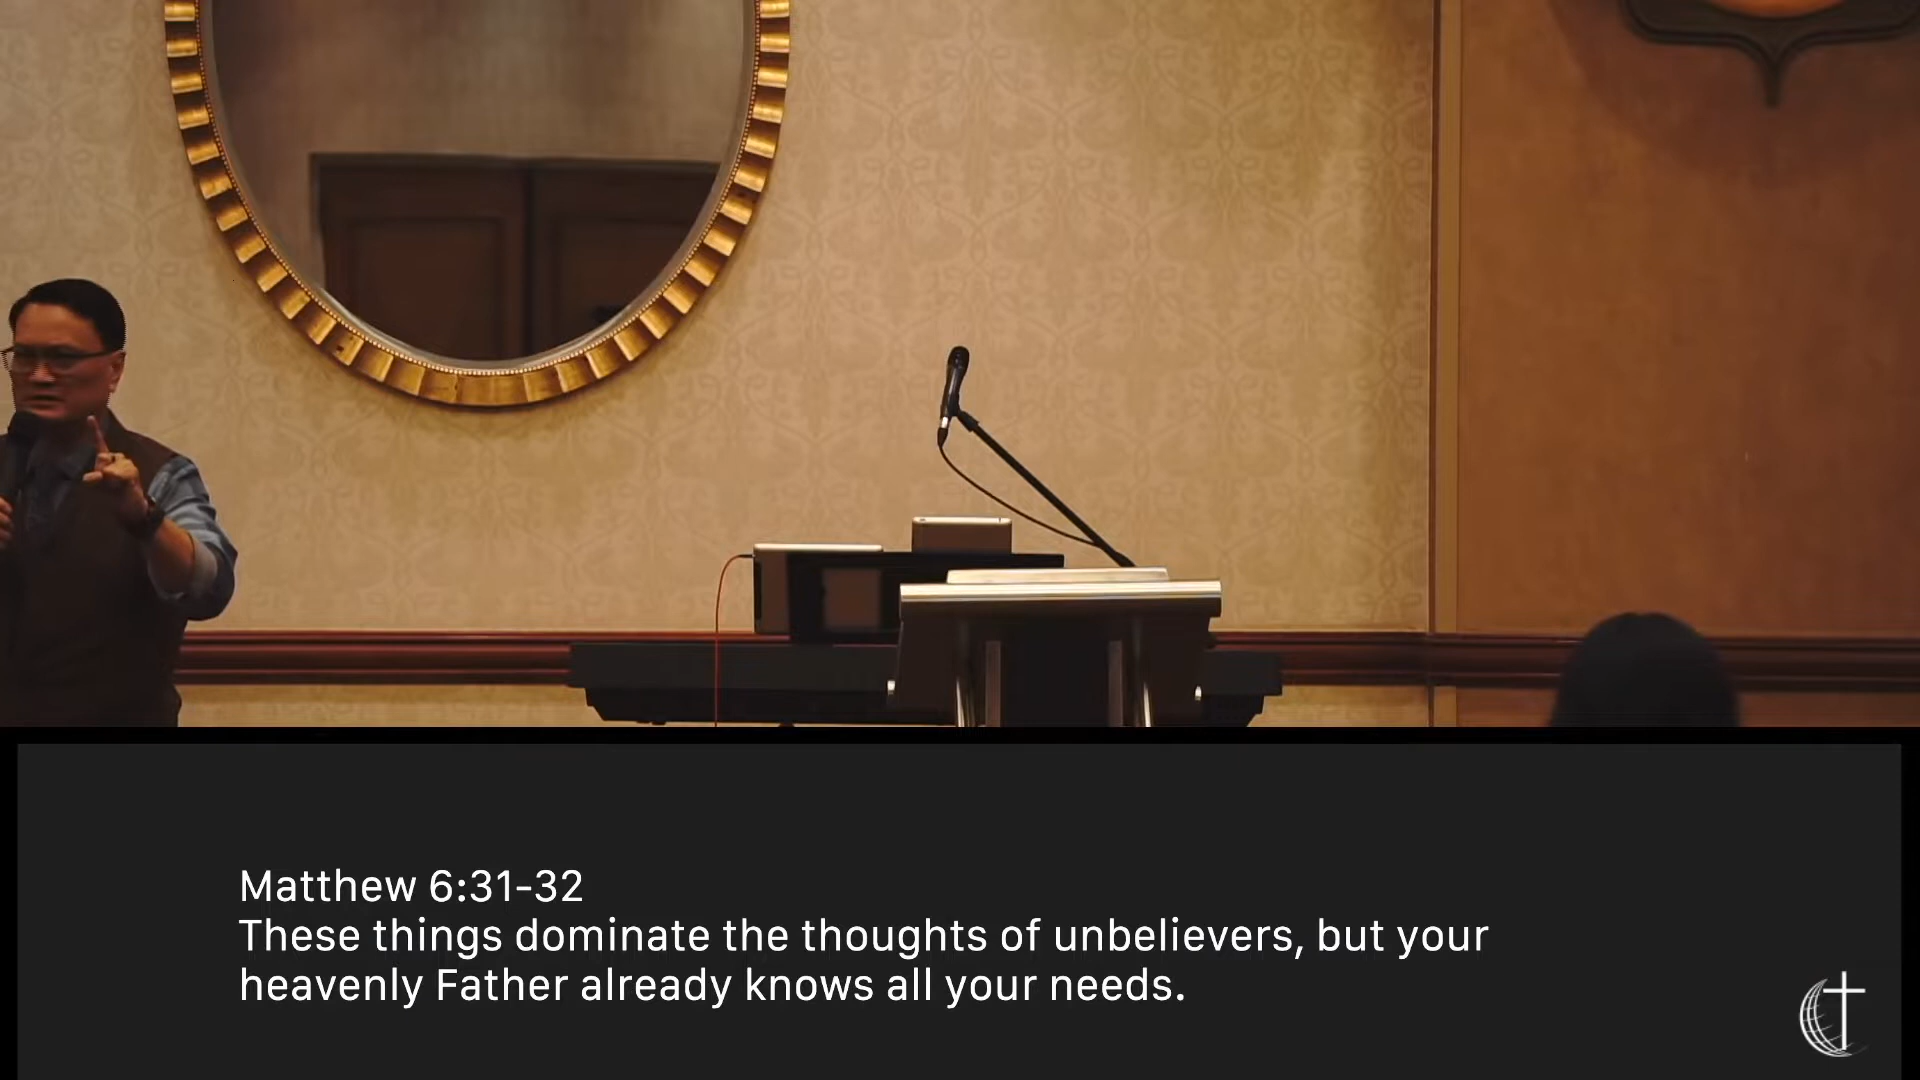 Matthew 6:31-32
These things dominate the thoughts of unbelievers, but your
heavenly Father already knows all your needs.